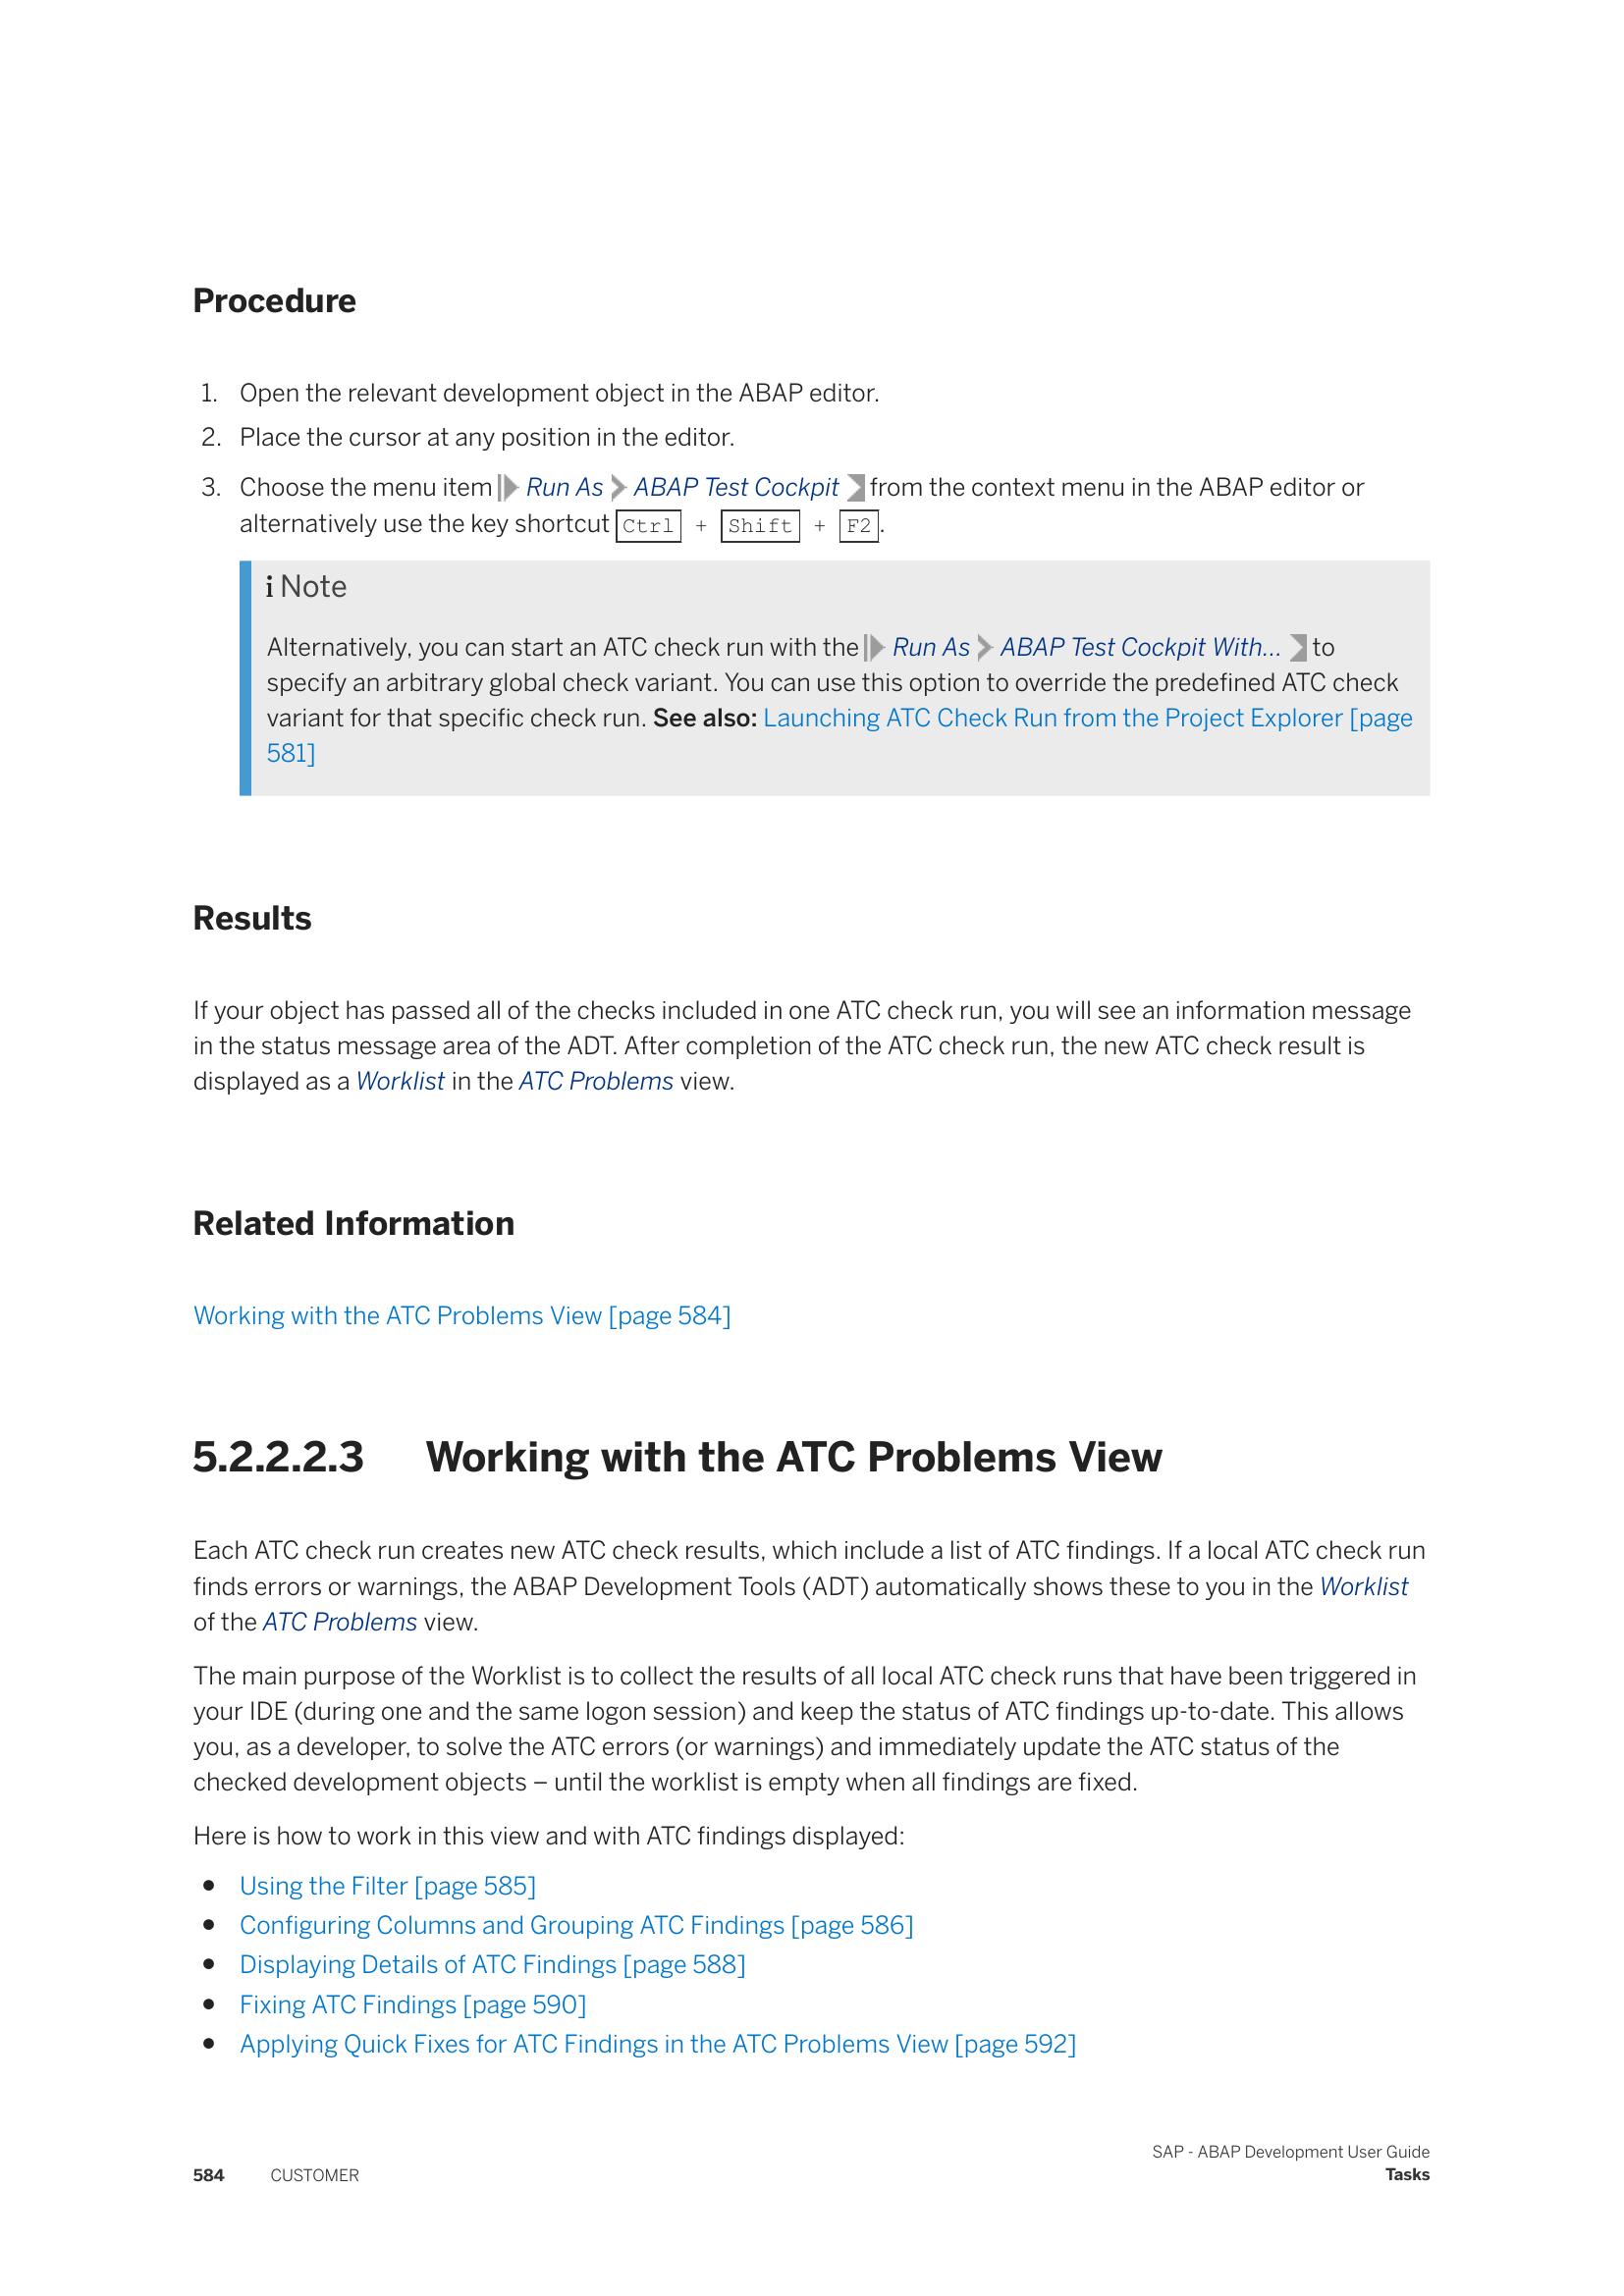 Procedure
1. Open the relevant development object in the ABAP editor.
2. Place the cursor at any position in the editor.
3. Choose the menu item Run As ABAP Test Cockpit from the context menu in the ABAP editor or
alternatively use the key shortcut Ctrl + Shift + F2.
i Note
Alternatively, you can start an ATC check run with the Run As ABAP Test Cockpit With... to
specify an arbitrary global check variant. You can use this option to override the predefined ATC check
variant for that specific check run. See also: Launching ATC Check Run from the Project Explorer [page
581]
Results
If your object has passed all of the checks included in one ATC check run, you will see an information message
in the status message area of the ADT. After completion of the ATC check run, the new ATC check result is
displayed as a Worklist in the ATC Problems view.
Related Information
Working with the ATC Problems View [page 584]
5.2.2.2.3 Working with the ATC Problems View
Each ATC check run creates new ATC check results, which include a list of ATC findings. If a local ATC check run
finds errors or warnings, the ABAP Development Tools (ADT) automatically shows these to you in the Worklist
of the ATC Problems view.
The main purpose of the Worklist is to collect the results of all local ATC check runs that have been triggered in
your IDE (during one and the same logon session) and keep the status of ATC findings up-to-date. This allows
you, as a developer, to solve the ATC errors (or warnings) and immediately update the ATC status of the
checked development objects – until the worklist is empty when all findings are fixed.
Here is how to work in this view and with ATC findings displayed:
• Using the Filter [page 585]
• Configuring Columns and Grouping ATC Findings [page 586]
• Displaying Details of ATC Findings [page 588]
• Fixing ATC Findings [page 590]
• Applying Quick Fixes for ATC Findings in the ATC Problems View [page 592]
SAP - ABAP Development User Guide
584 CUSTOMER Tasks